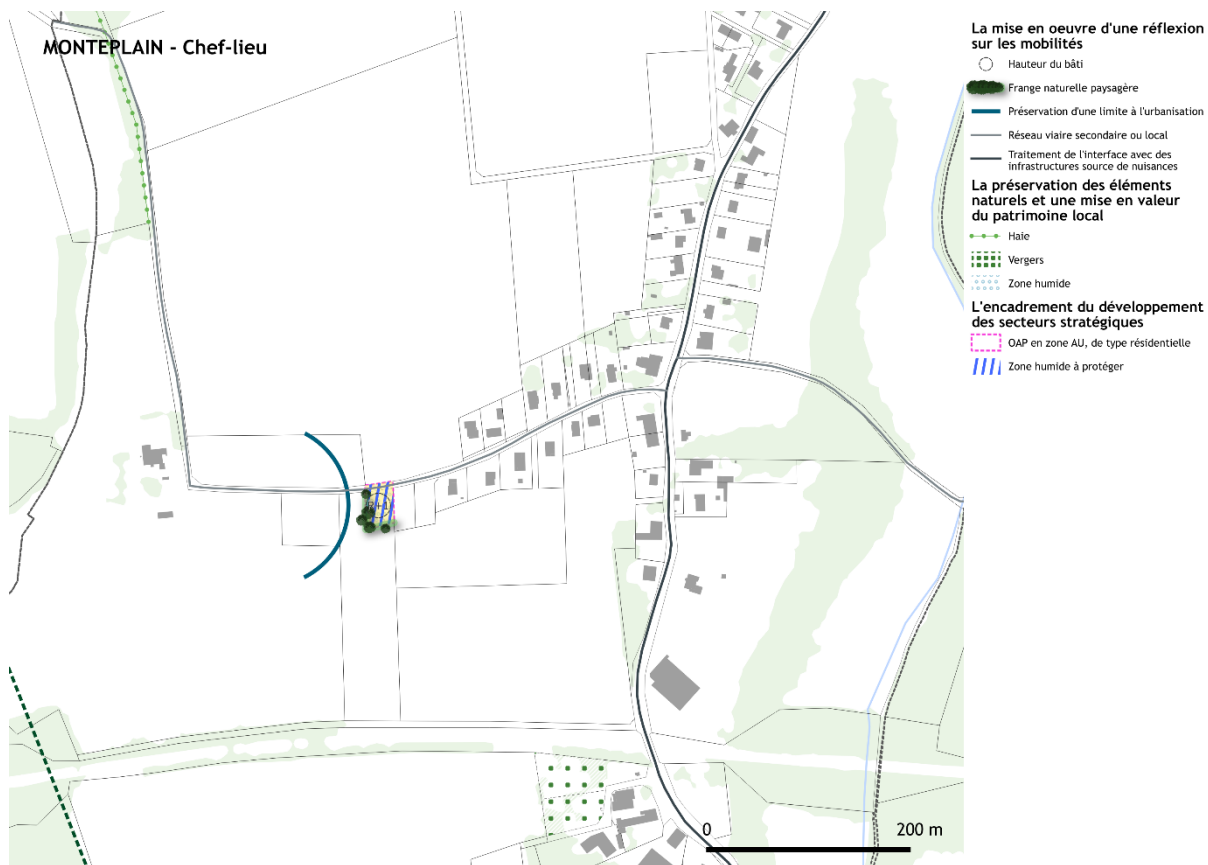 MONTEPLAIN - Chef-lieu
La mise en oeuvre d'une réflexion
sur les mobilités
Hauteur du bâti
Frange naturelle paysagère
Préservation d'une limite à l'urbanisation
Réseau viaire secondaire ou local
Traitement de l'interface avec des
infrastructures source de nuisances
La préservation des éléments
naturels et une mise en valeur
du patrimoine local
Haie
Vergers
Zone humide
L'encadrement du développement
des secteurs stratégiques
OAP en zone AU, de type résidentielle
Zone humide à protéger
R+1
0
200 m